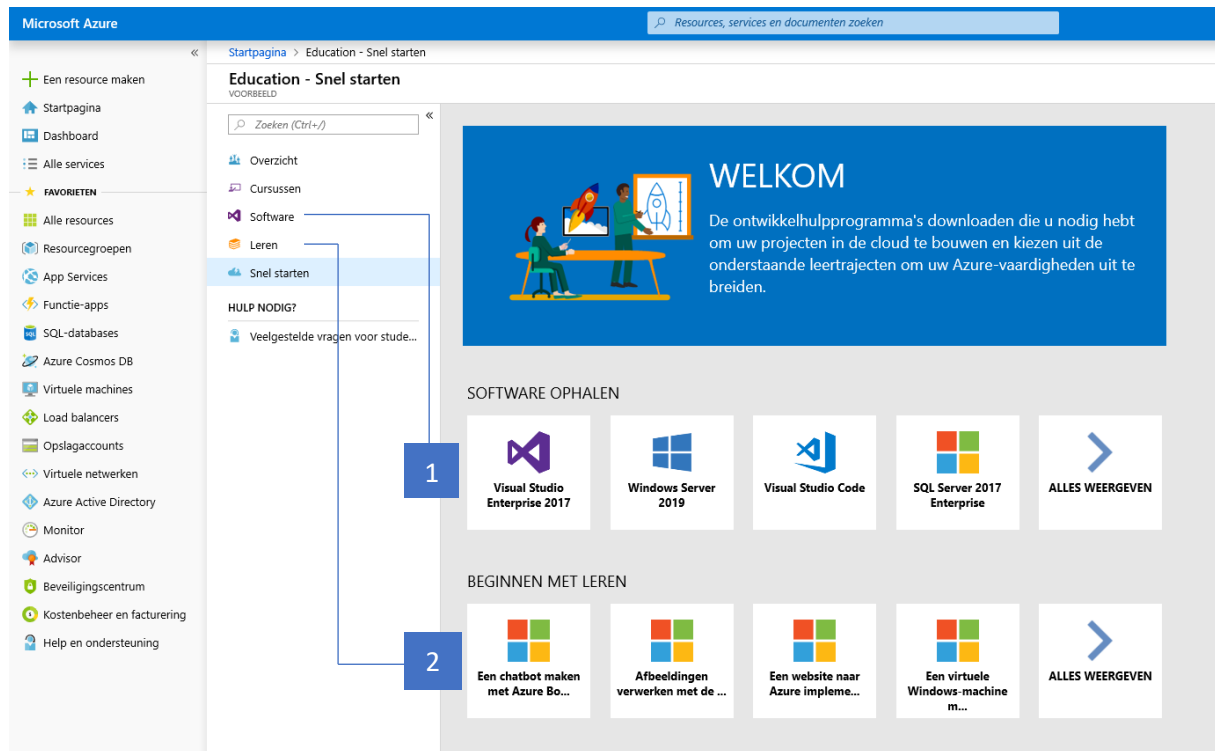 Microsoft Azure
Resources, services en documenten zoeken
Startpagina > Education - Snel starten
Education - Snel starten
VOORBEELD
Een resource maken
Startpagina
Dashboard
Alle services
FAVORIETEN
Alle resources
Resourcegroepen
App Services
Functie-apps
SQL-databases
Azure Cosmos DB
Virtuele machines
Load balancers
Opslagaccounts
Virtuele netwerken
Azure Active Directory
Monitor
Advisor
Beveiligingscentrum
Kostenbeheer en facturering
Help en ondersteuning
Zoeken (Ctrl+/)
Overzicht
Cursussen
Software
Leren
Snel starten
HULP NODIG?
Veelgestelde vragen voor stude...
WELKOM
De ontwikkelhulpprogramma's downloaden die u nodig hebt
om uw projecten in de cloud te bouwen en kiezen uit de
onderstaande leertrajecten om uw Azure-vaardigheden uit te
breiden.
SOFTWARE OPHALEN
1
Visual Studio
Enterprise 2017
Windows Server
2019
Visual Studio Code
SQL Server 2017
Enterprise
ALLES WEERGEVEN
BEGINNEN MET LEREN
2
Een chatbot maken
met Azure Bo...
Afbeeldingen
verwerken met de ...
Een website naar
Azure impleme...
Een virtuele
Windows-machine
m...
ALLES WEERGEVEN